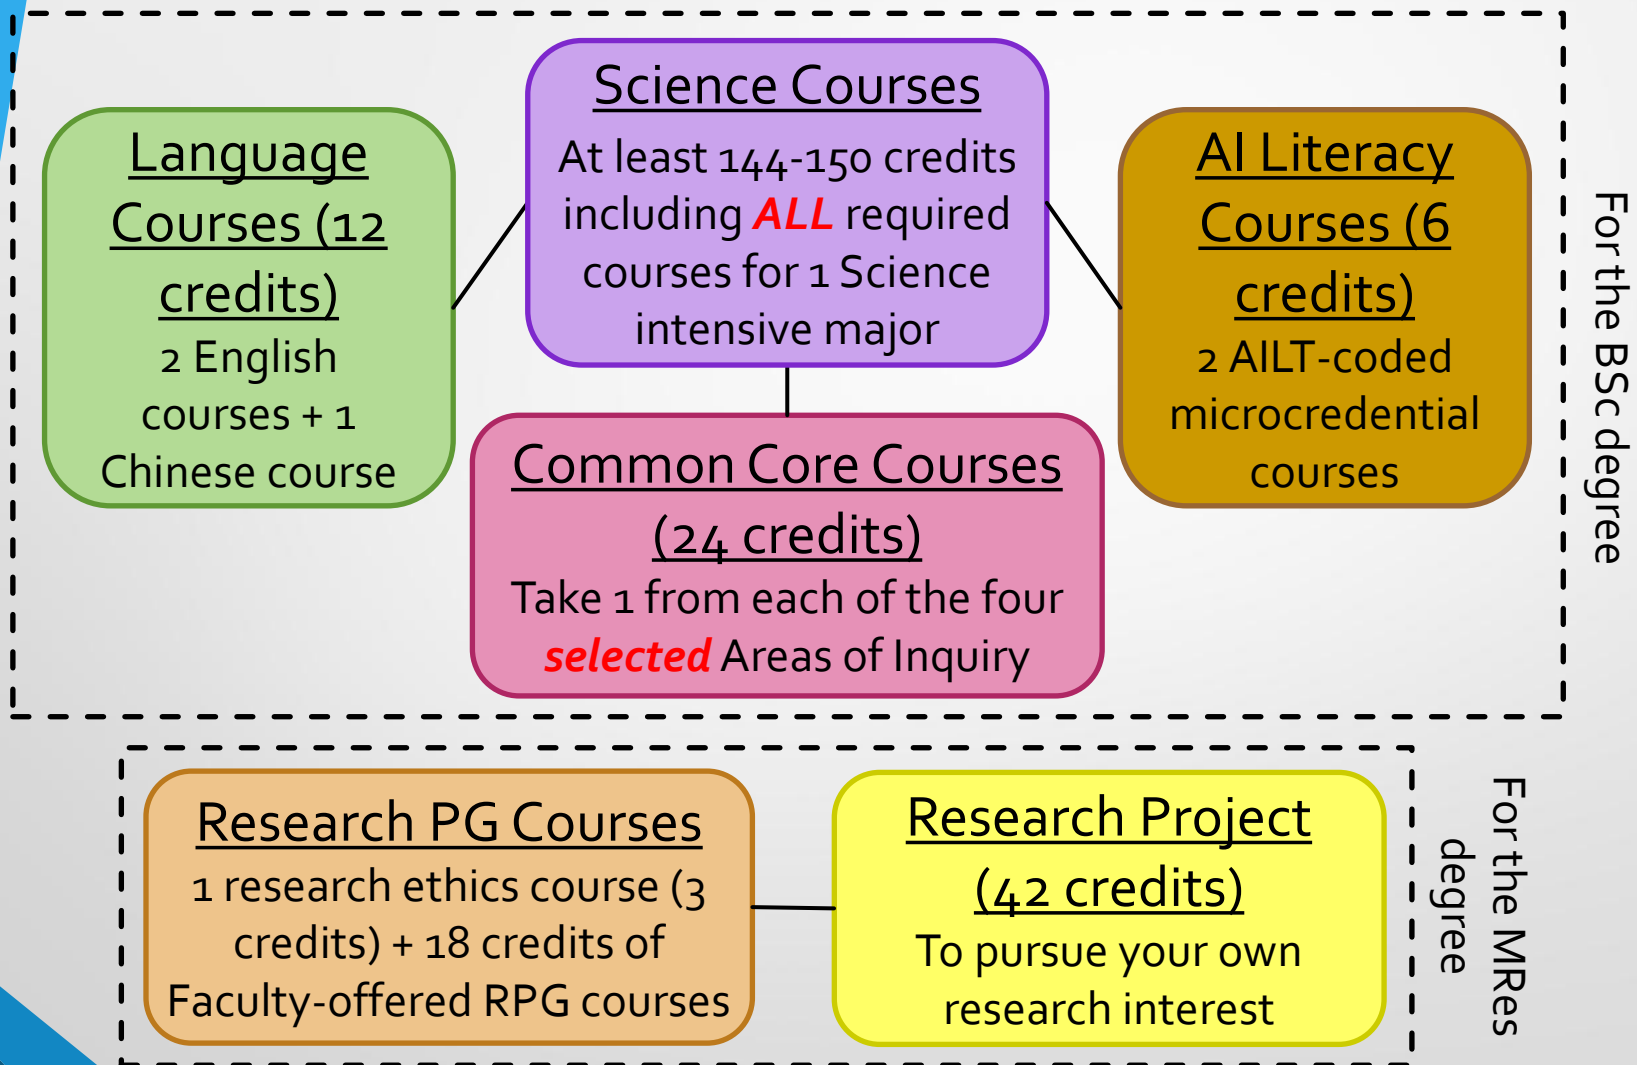 Science Courses
At least 144-150 credits
including ALL required
courses for 1 Science
intensive major
Language
Courses (12
credits)
2 English
courses + 1
Chinese course
AI Literacy
Courses (6
credits)
2 AILT-coded
microcredential
courses
Common Core Courses
(24 credits)
Take 1 from each of the four
selected Areas of Inquiry
For the BSc degree
Research PG Courses
1 research ethics course (3
credits) + 18 credits of
Faculty-offered RPG courses
Research Project
(42 credits)
To pursue your own
research interest
For the MRes
degree